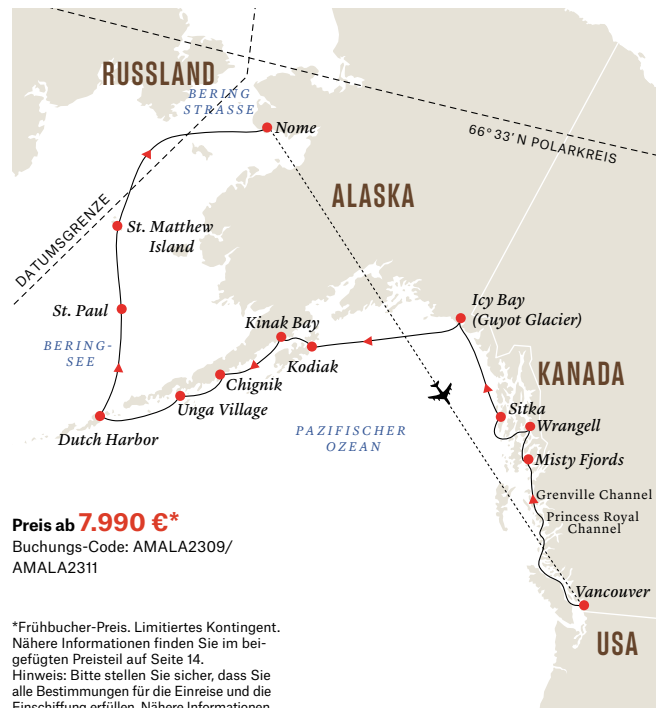 RUSSLAND
BERING
STRASSE
Nome
66°33' N POLARKREIS
ALASKA
DATUMSGRENZE
St. Matthew
Island
St. Paul
Icy Bay
(Guyot Glacier)
Kinak Bay
BERING-
SEE
Kodiak
KANADA
Chignik
Unga Village
Sitka
Wrangell
Dutch Harbor
PAZIFISCHER
OZEAN
Misty Fjords
Grenville Channel
Princess Royal
Channel
Vancouver
USA
Preis ab 7.990 €*
Buchungs-Code: AMALA2309/
AMALA2311
*Frühbucher-Preis. Limitiertes Kontingent.
Nähere Informationen finden Sie im bei-
gefügten Preisteil auf Seite 14.
Hinweis: Bitte stellen Sie sicher, dass Sie
alle Bestimmungen für die Einreise und die
Einschiffung erfüllen. Nähere Informationen